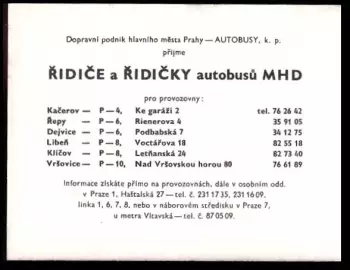 Dopravní podnik hlavního města Prahy — AUTOBUSY, k. p.
přijme
ŘIDIČE a ŘIDIČKY autobusů MHD
pro provozovny:
Kačerov — P — 4, Ke garáži 2 tel. 76 26 42
Řepy — P — 6, Rienerova 4 35 91 05
Dejvice — P — 6, Podbabská 7 34 12 75
Libeň — P — 8, Voctářova 18 82 55 18
Klíčov — P — 8, Letňanská 24 82 73 40
Vršovice — P — 10, Nad Vršovskou horou 80 76 61 89
Informace získáte přímo na provozovnách, dále v osobním odd.
v Praze 1, Haštalská 27 — tel. č. 231 17 35, 231 16 09.
linka 1, 6, 7, 8, nebo v náborovém středisku v Praze 7,
u metra Vltavská — tel. č. 87 05 09.